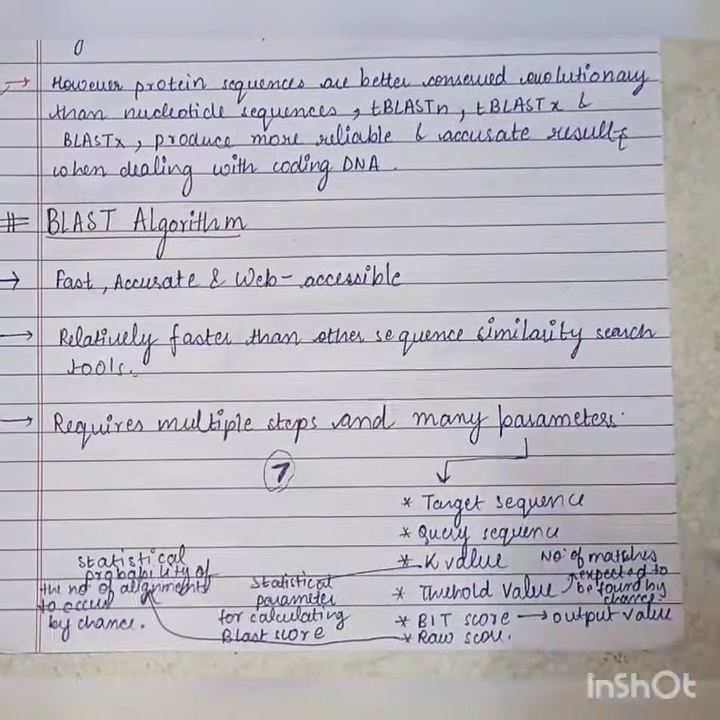 → However protein sequences are better conserved evolutionary
than nucleotide sequences, tBLASTn, tBLASTx &
BLASTx, produce more reliable & accurate results
when dealing with coding DNA.
# BLAST Algorithm
→ Fast, Accurate & Web-accessible
→ Relatively faster than other sequence similarity search
tools.
→ Requires multiple steps and many parameters.
7
* Target sequence
* Query sequence
* K value
* Threhold value
* BIT score → output value
* Raw score.
No. of matches
expected to
be found by
chance
Statistical
parameter
for calculating
Blast score
Statistical
probability of
the no of alignments
to occur
by chance.
InShOt